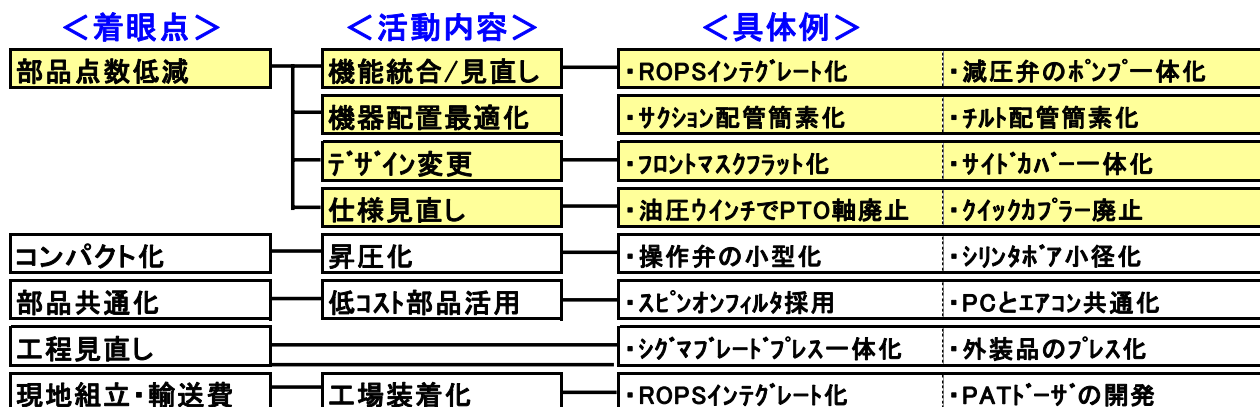 ＜着眼点＞ ＜活動内容＞ ＜具体例＞
部品点数低減 機能統合/見直し ・ROPSｲﾝﾃｸﾞﾚｰﾄ化 ・減圧弁のﾎﾟﾝﾌﾟ一体化
機器配置最適化 ・ｻｸｼｮﾝ配管簡素化 ・ﾁﾙﾄ配管簡素化
ﾃﾞｻﾞｲﾝ変更 ・ﾌﾛﾝﾄﾏｽｸﾌﾗｯﾄ化 ・ｻｲﾄﾞｶﾊﾞｰ一体化
仕様見直し ・油圧ｳｲﾝﾁでPTO軸廃止 ・ｸｲｯｸｶﾌﾟﾗｰ廃止
コンパクト化 昇圧化 ・操作弁の小型化 ・ｼﾘﾝﾀﾞﾎﾞｱ小径化
部品共通化 低ｺｽﾄ部品活用 ・ｽﾋﾟﾝｵﾝﾌｨﾙﾀ採用 ・PCとｴｱｺﾝ共通化
工程見直し ・ｼｸﾞﾏﾌﾞﾚｰﾄﾞﾌﾟﾚｽ一体化 ・外装品のﾌﾟﾚｽ化
現地組立・輸送費 工場装着化 ・ROPSｲﾝﾃｸﾞﾚｰﾄ化 ・PATﾄﾞｰｻﾞの開発